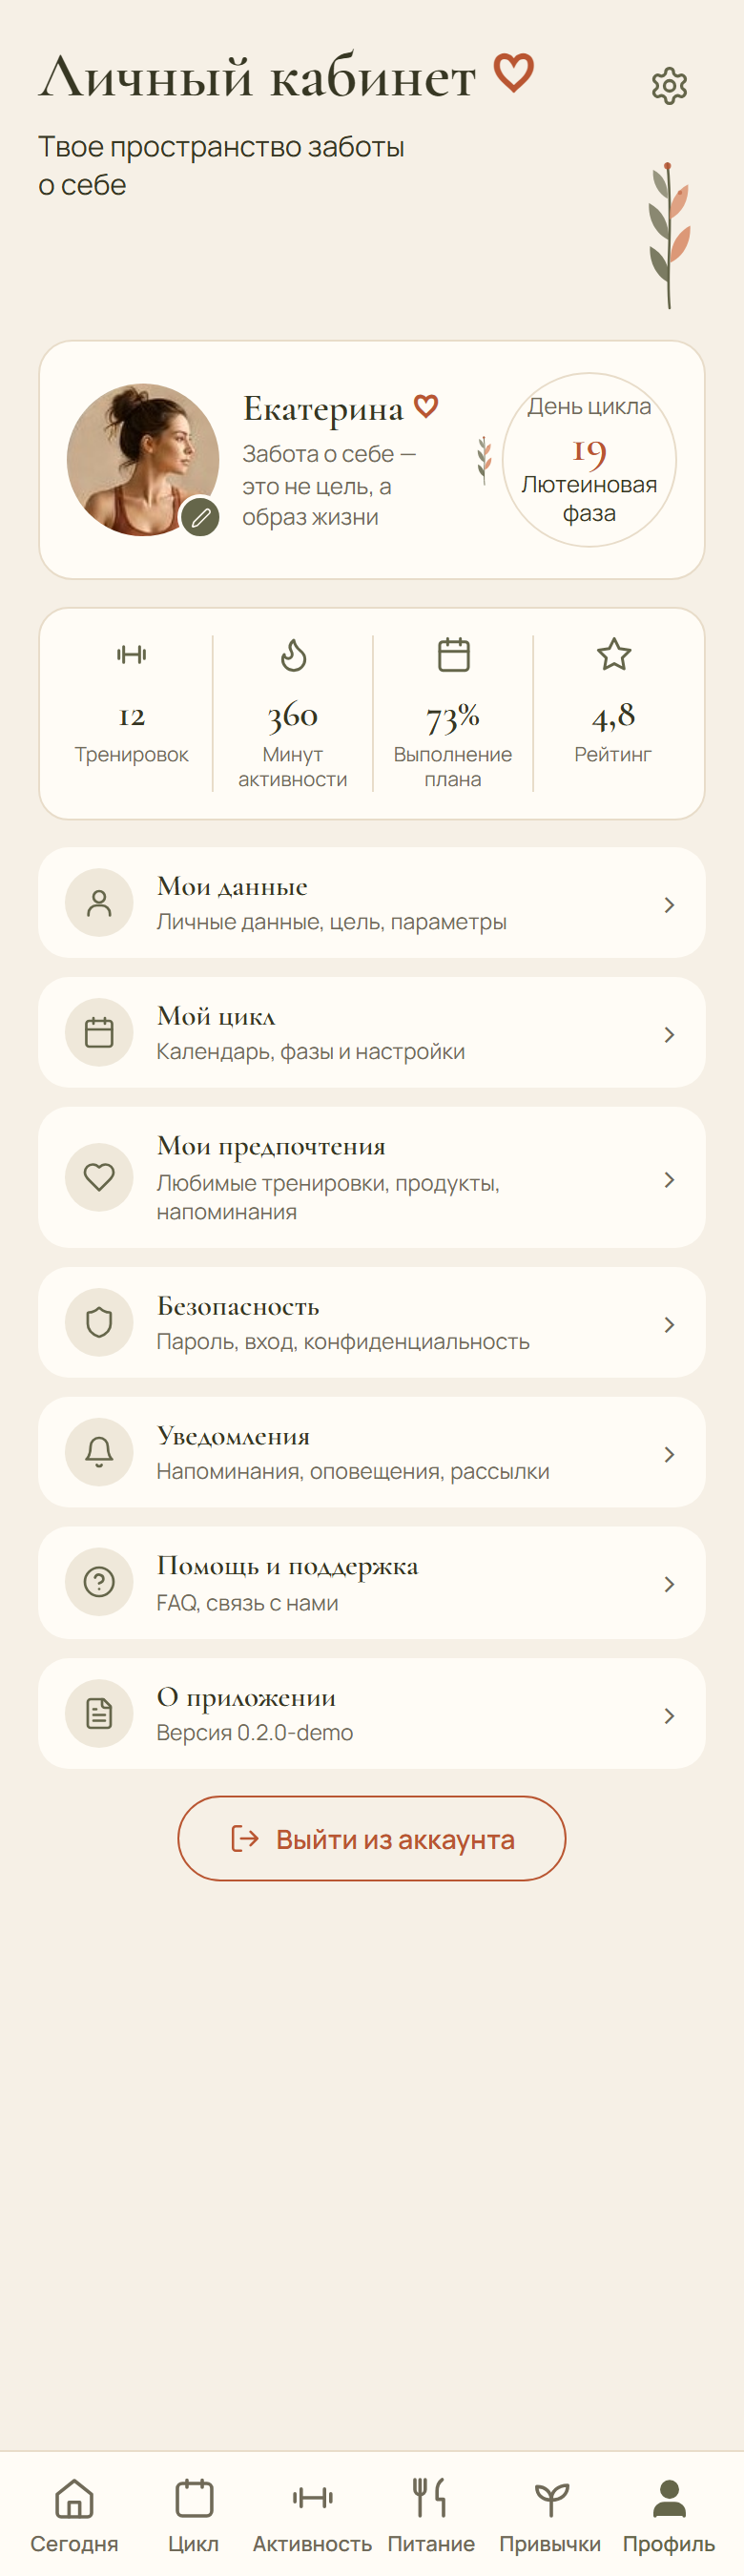 Личный кабинет
Твое пространство заботы
о себе
Екатерина
Забота о себе —
это не цель, а
образ жизни
День цикла
19
Лютеиновая
фаза
12
Тренировок
360
Минут
активности
73%
Выполнение
плана
4,8
Рейтинг
Мои данные
Личные данные, цель, параметры
Мой цикл
Календарь, фазы и настройки
Мои предпочтения
Любимые тренировки, продукты,
напоминания
Безопасность
Пароль, вход, конфиденциальность
Уведомления
Напоминания, оповещения, рассылки
Помощь и поддержка
FAQ, связь с нами
О приложении
Версия 0.2.0-demo
Выйти из аккаунта
Сегодня
Цикл
Активность
Питание
Привычки
Профиль